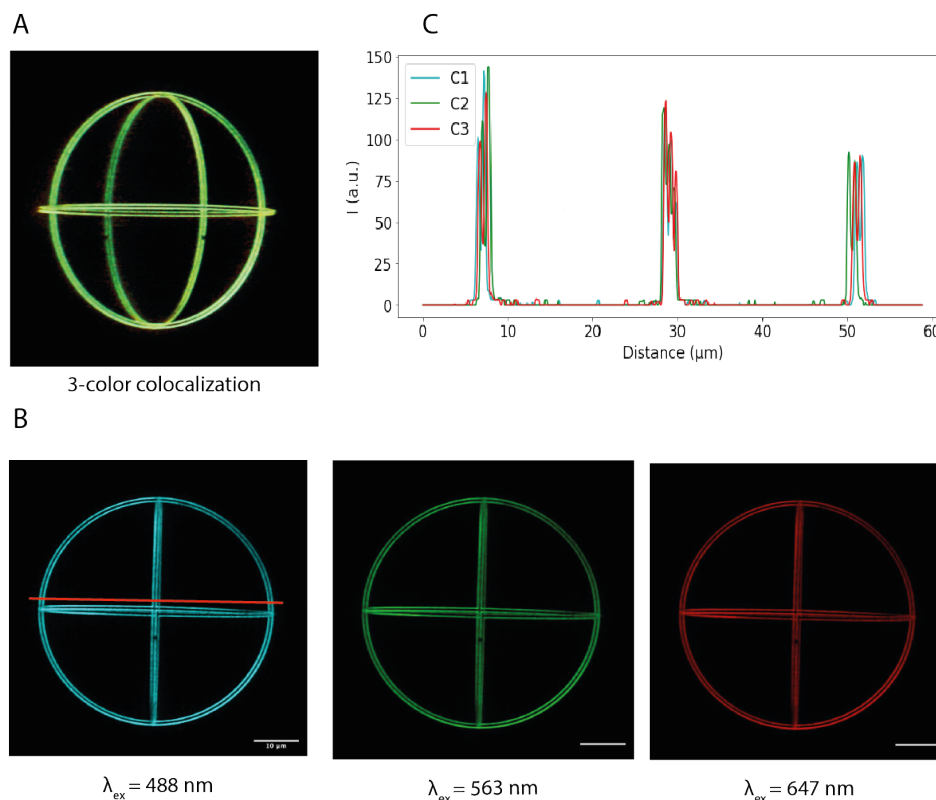 A
3-color colocalization
C
150
125
100
75
50
25
0
I (a.u.)
C1
C2
C3
0 10 20 30 40 50 60
Distance (μm)
B
10 μm
λex = 488 nm
λex = 563 nm
λex = 647 nm